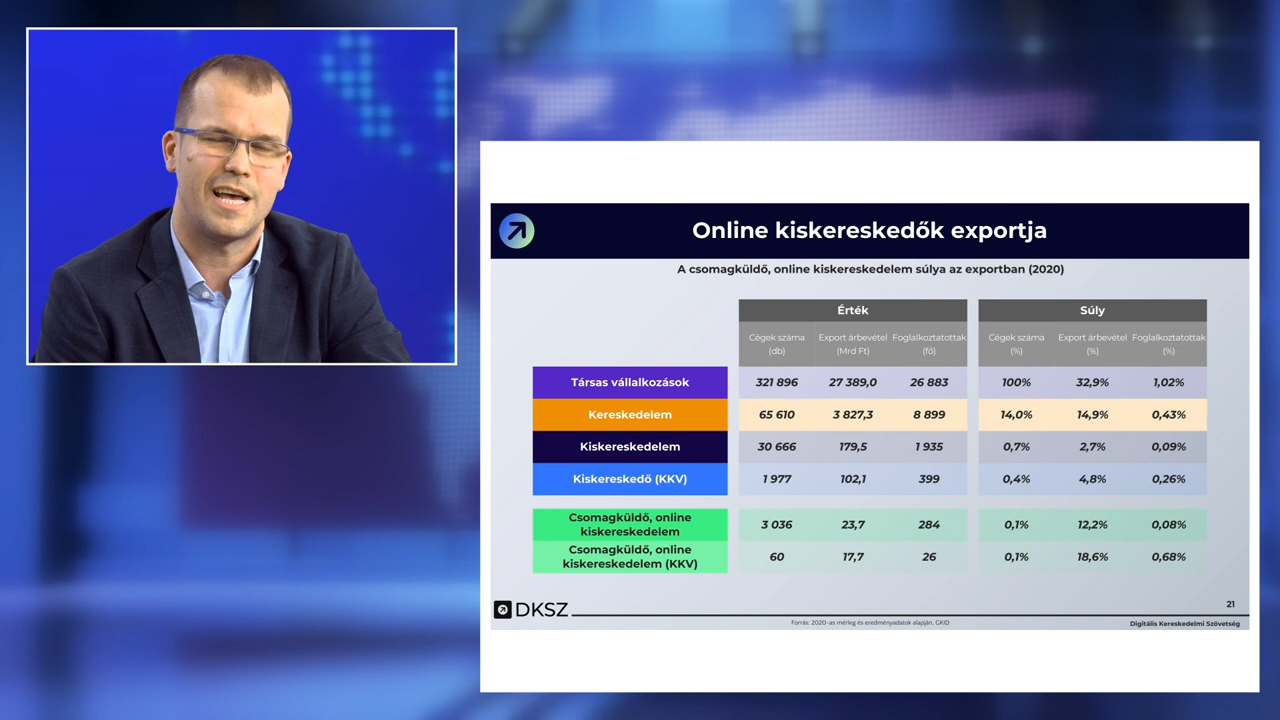 Online kiskereskedők exportja
A csomagküldő, online kiskereskedelem súlya az exportban (2020)
Érték Súly
Cégek száma (db) Export árbevétel (Mrd Ft) Foglalkoztatottak (fő) Cégek száma (%) Export árbevétel (%) Foglalkoztatottak (%)
Társas vállalkozások 321 896 27 389,0 26 883 100% 32,9% 1,02%
Kereskedelem 65 610 3 827,3 8 899 14,0% 14,9% 0,43%
Kiskereskedelem 30 666 179,5 1 935 0,7% 2,7% 0,09%
Kiskereskedő (KKV) 1 977 102,1 399 0,4% 4,8% 0,26%
Csomagküldő, online kiskereskedelem 3 036 23,7 284 0,1% 12,2% 0,08%
Csomagküldő, online kiskereskedelem (KKV) 60 17,7 26 0,1% 18,6% 0,68%
21
DKSZ
Forrás: 2020-as mérleg és eredményadatok alapján, GKID
Digitális Kereskedelmi Szövetség